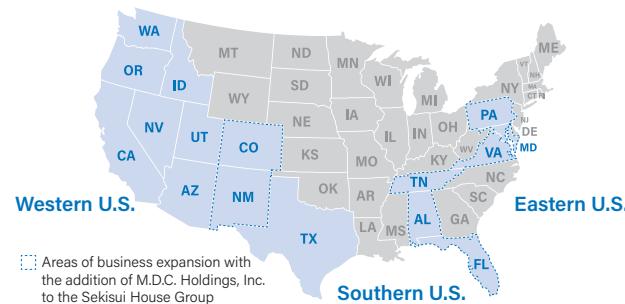 WA
MT
ND
MN
ME
OR
ID
SD
WI
VT
NH
WY
MI
NY
MA
CT
RI
IA
NE
PA
NV
NJ
UT
IL
IN
OH
DE
CO
WV
MD
CA
KS
MO
KY
VA
AZ
NM
OK
AR
TN
NC
SC
Western U.S.
Eastern U.S.
TX
LA
MS
AL
GA
FL
Areas of business expansion with
the addition of M.D.C. Holdings, Inc.
to the Sekisui House Group
Southern U.S.